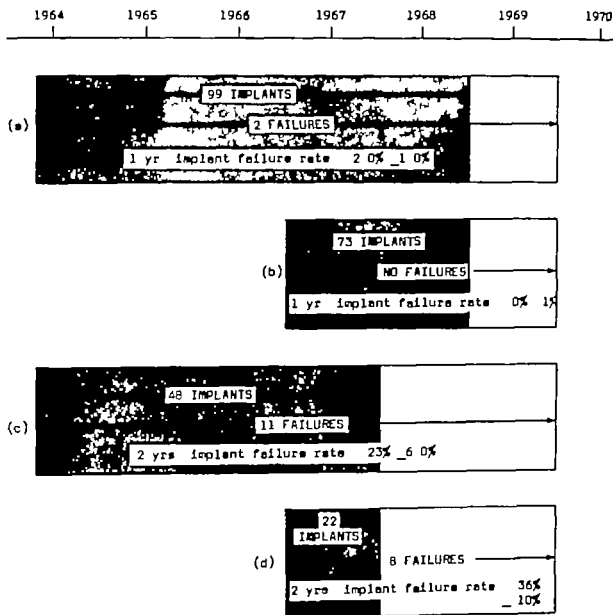 1964 1965 1966 1967 1968 1969 1970
(a)
99 IMPLANTS
2 FAILURES
1 yr implant failure rate 2 0% _1 0%
(b)
73 IMPLANTS
NO FAILURES
1 yr implant failure rate 0% 1%
(c)
48 IMPLANTS
11 FAILURES
2 yrs implant failure rate 23% _6 0%
(d)
22
IMPLANTS
8 FAILURES
2 yrs implant failure rate 36%
_ 10%